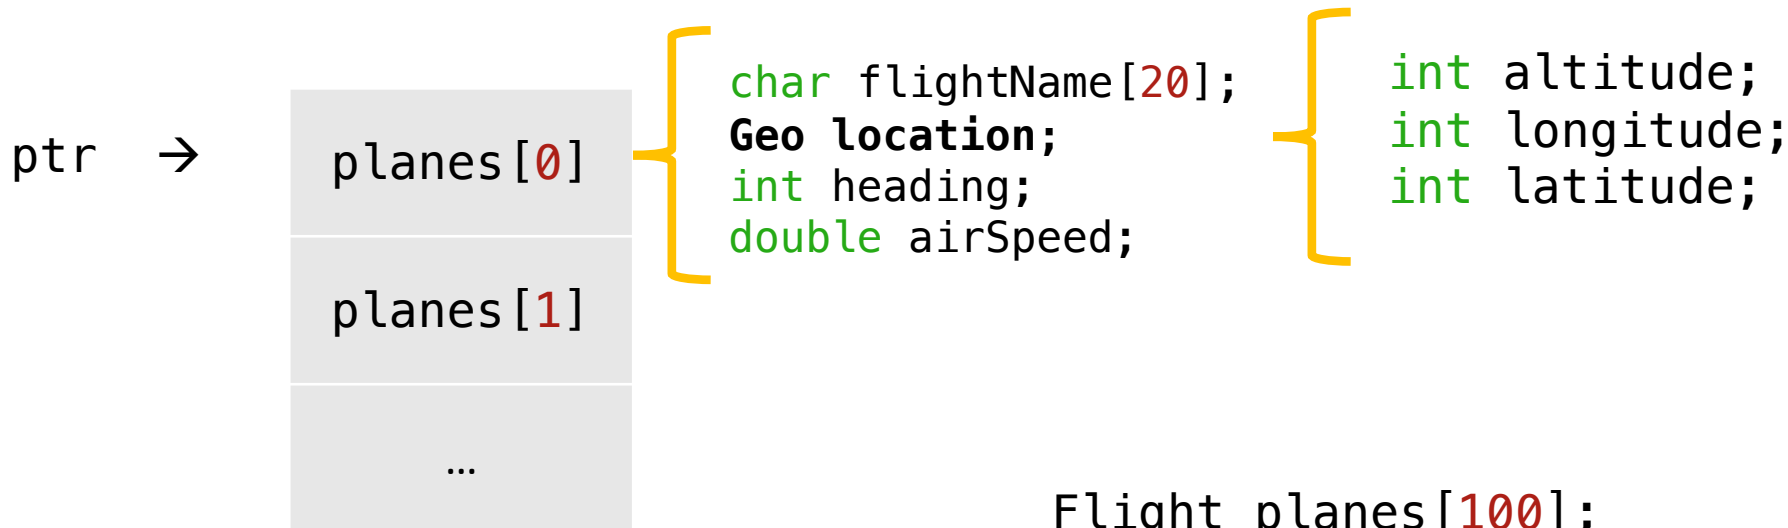 ptr →
planes[0]
planes[1]
…
char flightName[20];
Geo location;
int heading;
double airSpeed;
int altitude;
int longitude;
int latitude;
Flight planes[100];